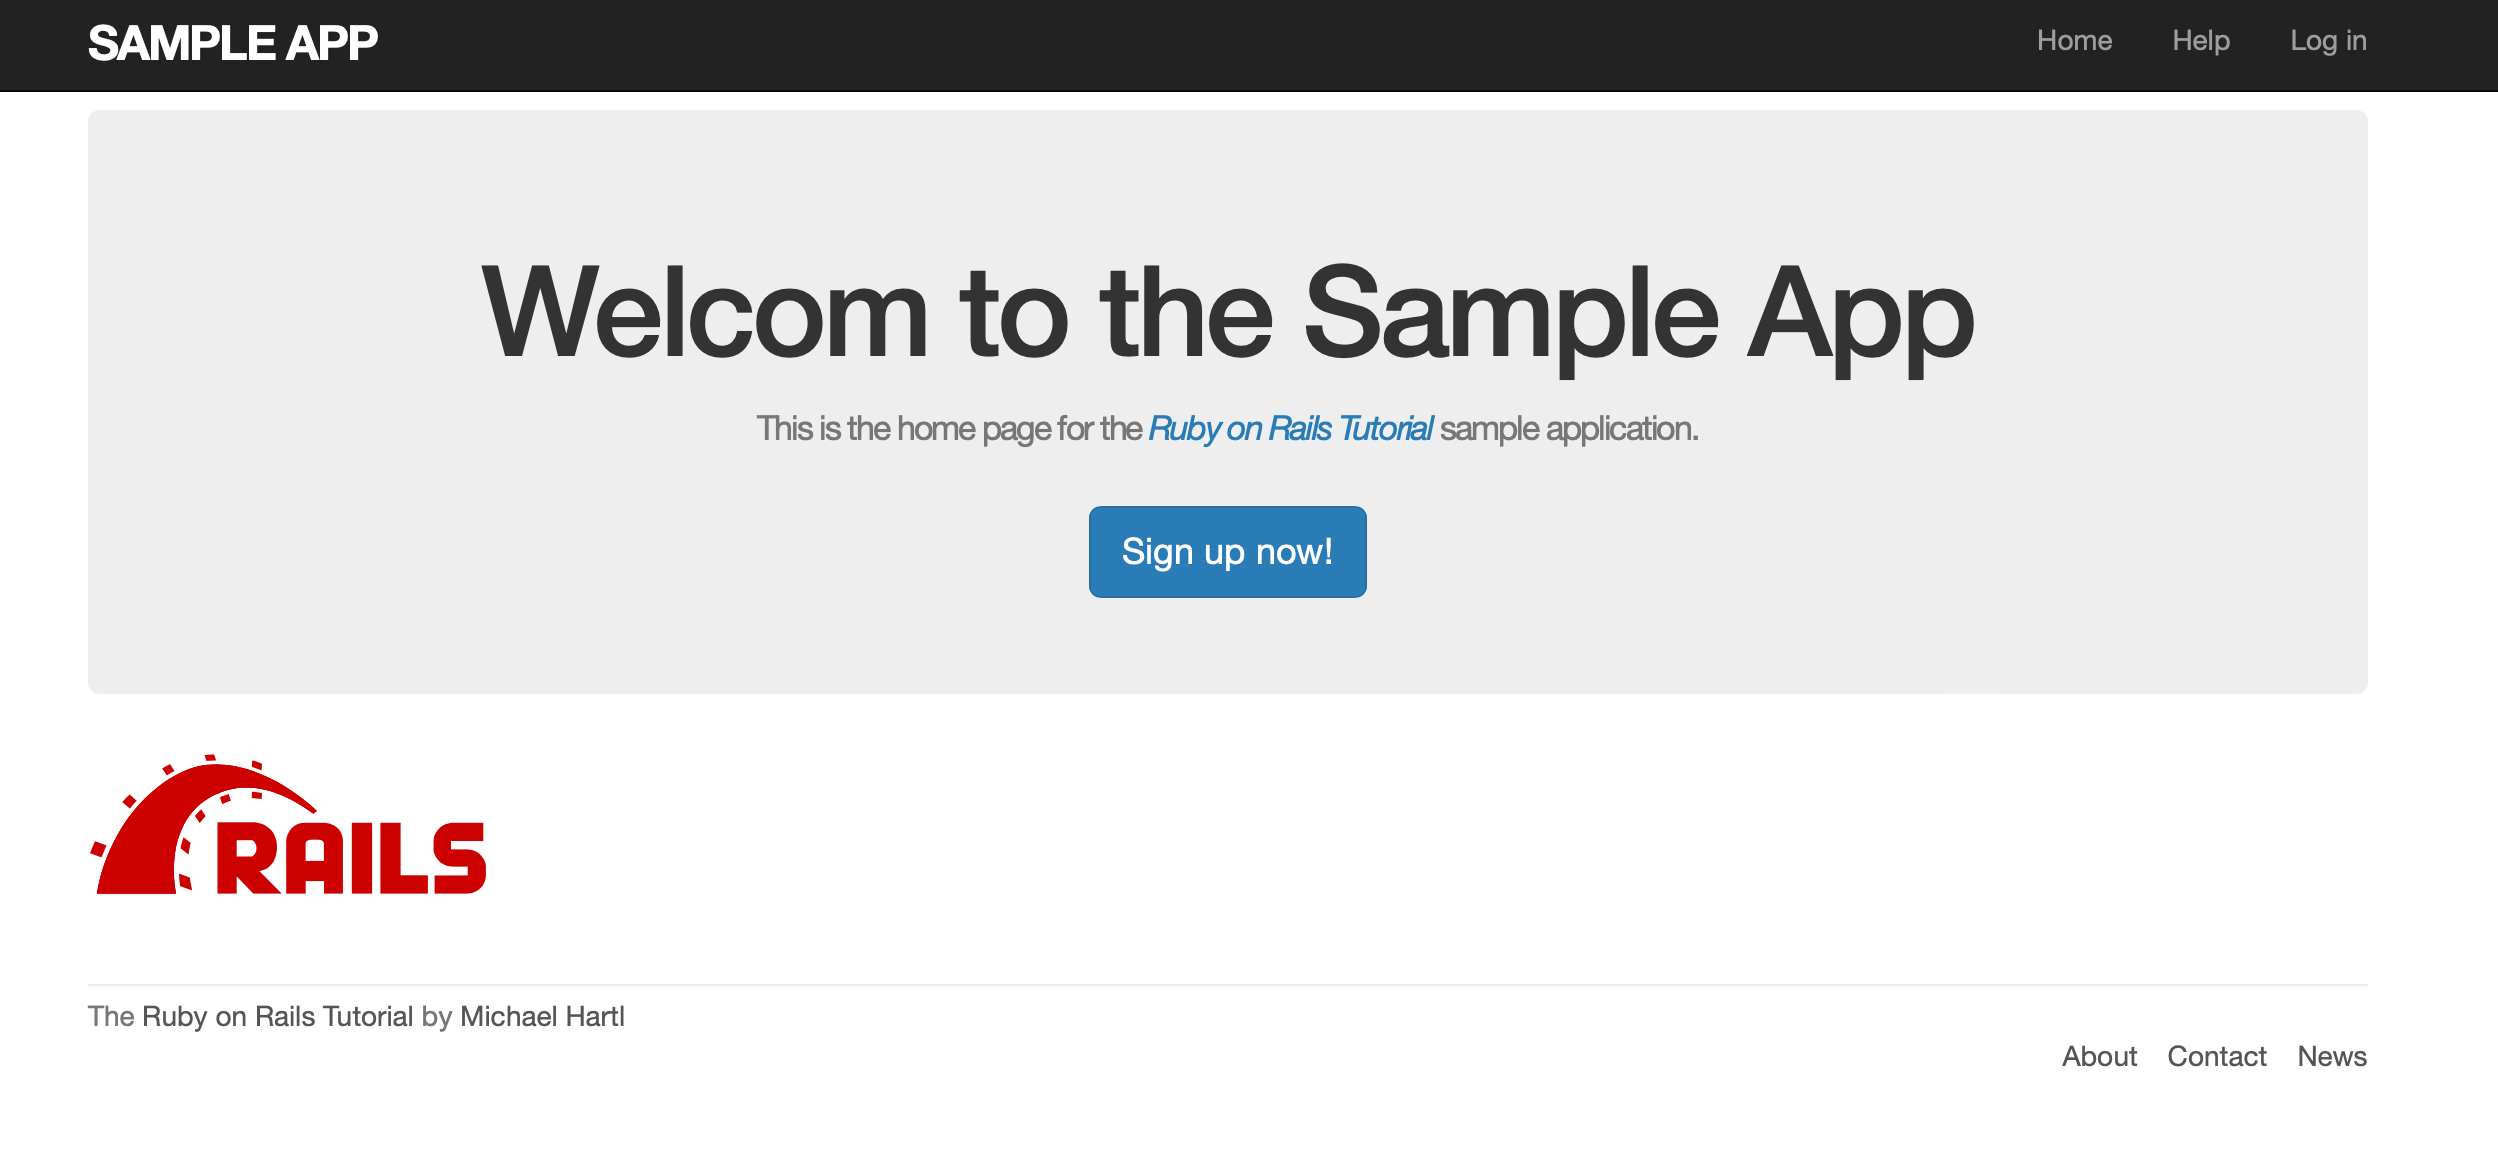 SAMPLE APP
Home Help Log in
Welcom to the Sample App
This is the home page for the Ruby on Rails Tutorial sample application.
Sign up now!
RAILS
The Ruby on Rails Tutorial by Michael Hartl
About Contact News